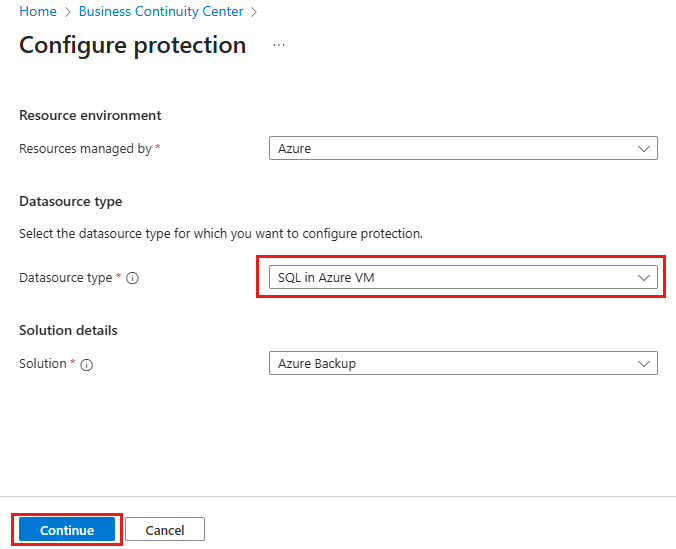 Home > Business Continuity Center >
Configure protection ...
Resource environment
Resources managed by * Azure
Datasource type
Select the datasource type for which you want to configure protection.
Datasource type * SQL in Azure VM
Solution details
Solution * Azure Backup
Continue Cancel